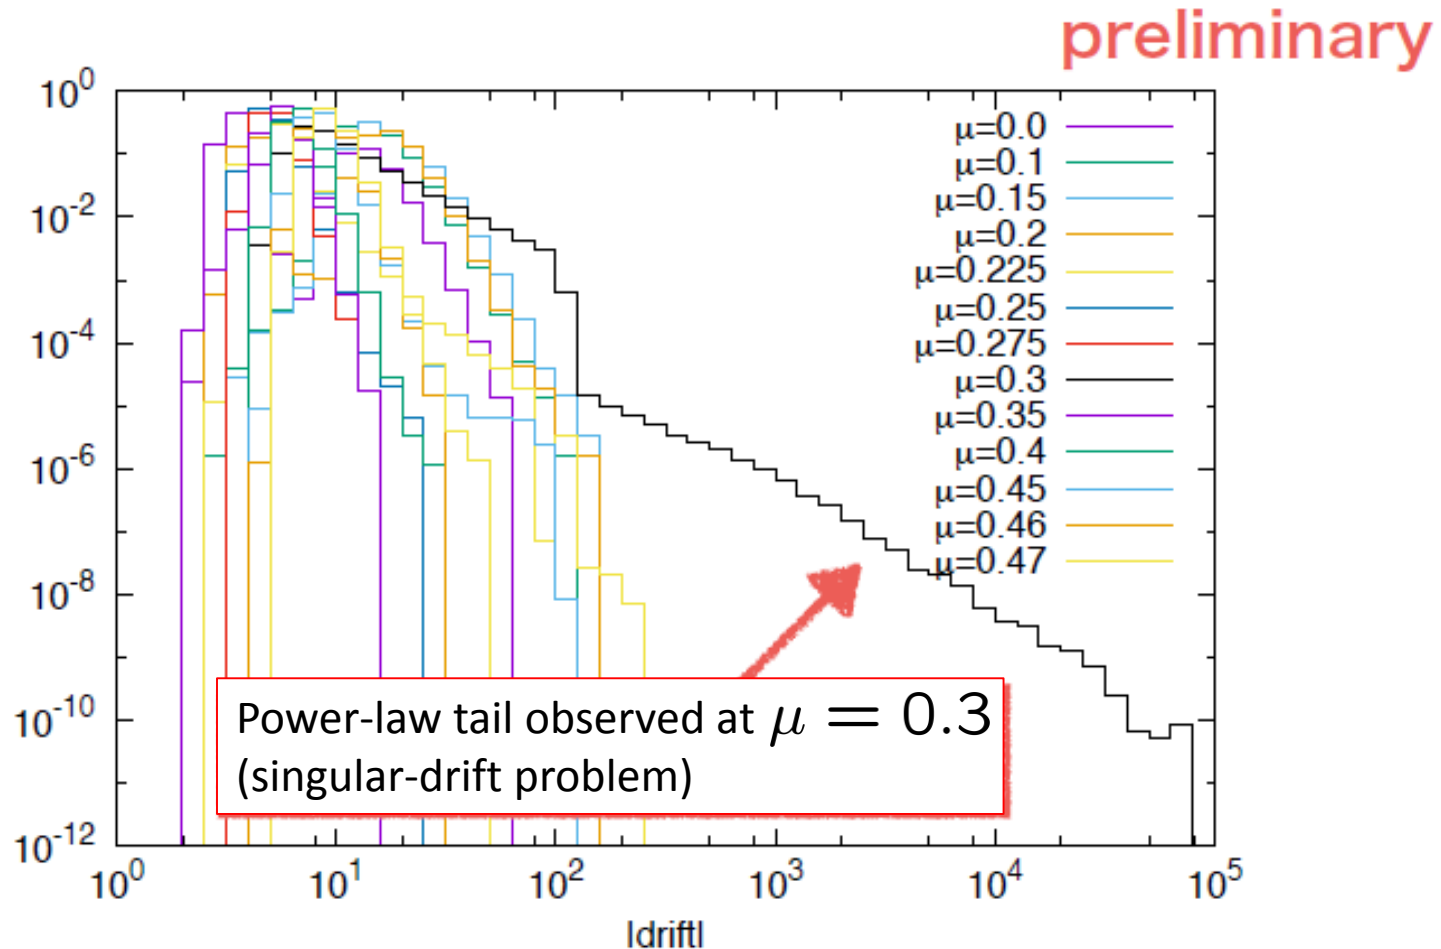 preliminary
10^0
10^-2
10^-4
10^-6
10^-8
10^-10
10^-12
μ=0.0
μ=0.1
μ=0.15
μ=0.2
μ=0.225
μ=0.25
μ=0.275
μ=0.3
μ=0.35
μ=0.4
μ=0.45
μ=0.46
μ=0.47
Power-law tail observed at μ = 0.3
(singular-drift problem)
10^0 10^1 10^2 10^3 10^4 10^5
|drift|